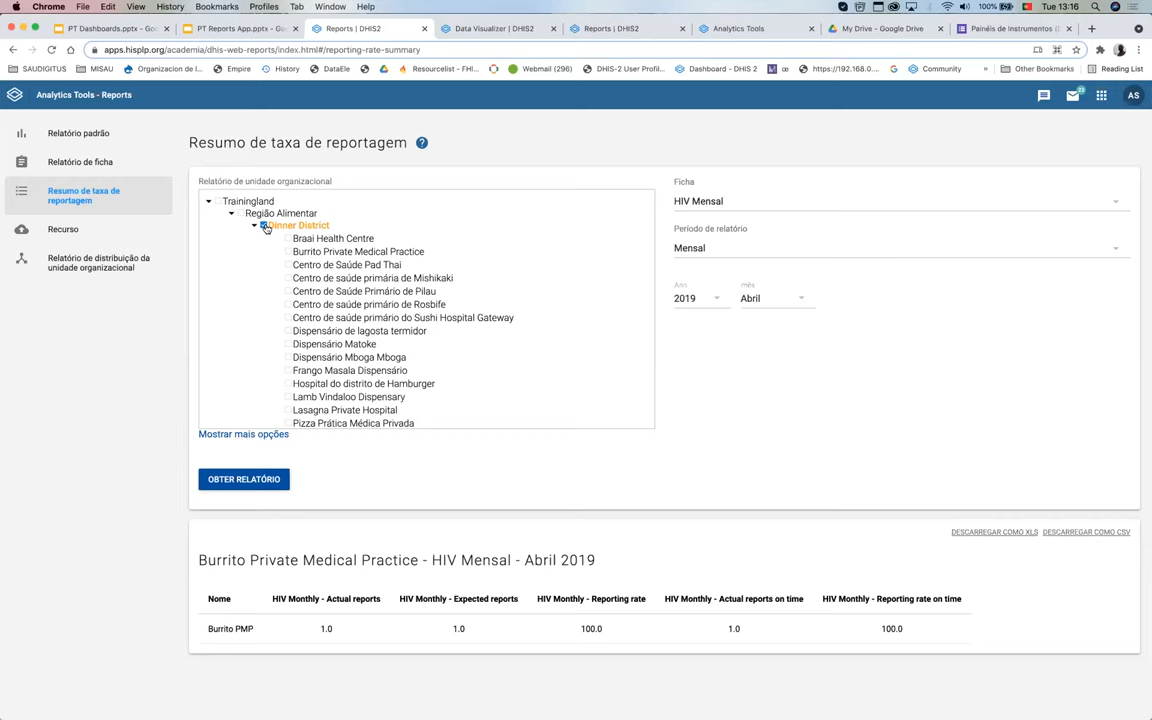 Chrome File Edit View History Bookmarks Profiles Tab Window Help 100% Tue 13:16
PT Dashboards.pptx - Goo
PT Reports App.pptx - Goo
Reports | DHIS2
Data Visualizer | DHIS2
Reports | DHIS2
Analytics Tools
My Drive - Google Drive
Painéis de Instrumentos (
apps.hisplp.org/academia/dhis-web-reports/index.html#/reporting-rate-summary
SAUDIGITUS MISAU Organizacion de I... Empire History DataEle Resourcelist - FHI... Webmail (296) DHIS-2 User Profil... Dashboard - DHIS 2 https://192.168.0.... Community » Other Bookmarks Reading List
Analytics Tools - Reports
AS
Relatório padrão
Relatório de ficha
Resumo de taxa de
reportagem
Recurso
Relatório de distribuição da
unidade organizacional
Resumo de taxa de reportagem ?
Relatório de unidade organizacional
Trainingland
Região Alimentar
Dinner District
Braai Health Centre
Burrito Private Medical Practice
Centro de Saúde Pad Thai
Centro de saúde primária de Mishikaki
Centro de Saúde Primário de Pilau
Centro de saúde primário de Rosbife
Centro de saúde primário do Sushi Hospital Gateway
Dispensário de lagosta termidor
Dispensário Matoke
Dispensário Mboga Mboga
Frango Masala Dispensário
Hospital do distrito de Hamburger
Lamb Vindaloo Dispensary
Lasagna Private Hospital
Pizza Prática Médica Privada
Mostrar mais opções
OBTER RELATÓRIO
Ficha
HIV Mensal
Período de relatório
Mensal
Ano mês
2019 Abril
DESCARREGAR COMO XLS DESCARREGAR COMO CSV
Burrito Private Medical Practice - HIV Mensal - Abril 2019
Nome HIV Monthly - Actual reports HIV Monthly - Expected reports HIV Monthly - Reporting rate HIV Monthly - Actual reports on time HIV Monthly - Reporting rate on time
Burrito PMP 1.0 1.0 100.0 1.0 100.0